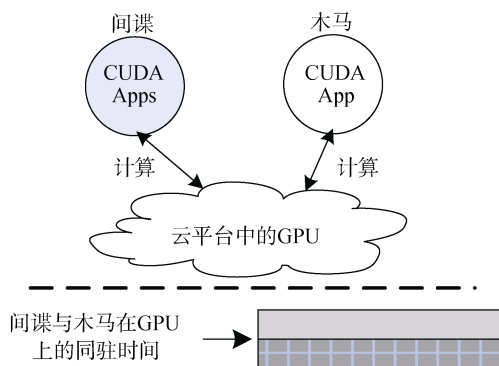 间谍
木马
CUDA
Apps
CUDA
App
计算
计算
云平台中的GPU
间谍与木马在GPU
上的同驻时间